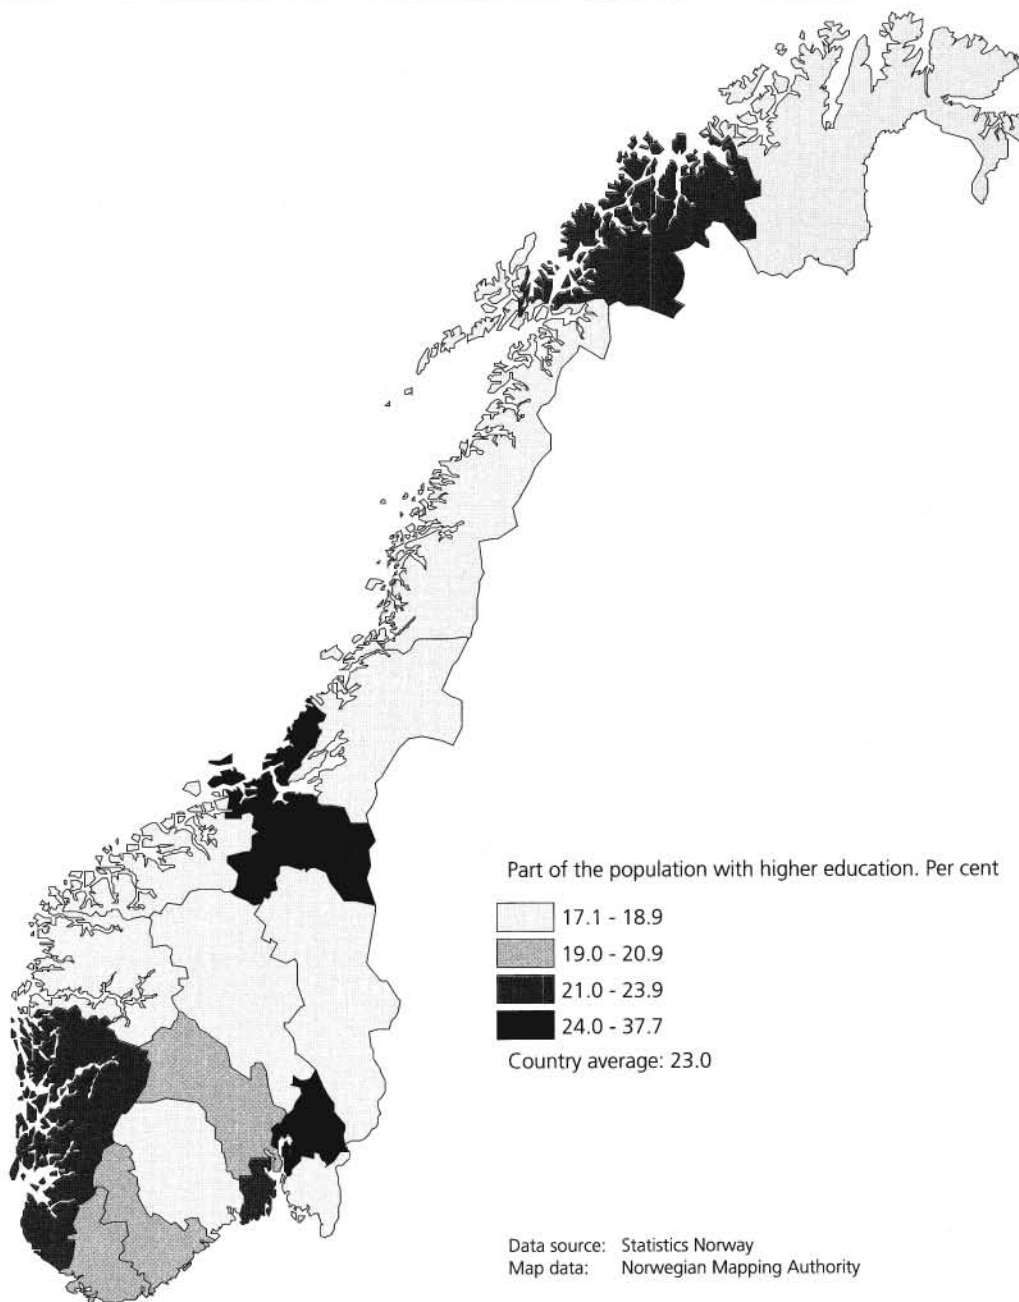 Part of the population with higher education. Per cent
17.1 - 18.9
19.0 - 20.9
21.0 - 23.9
24.0 - 37.7
Country average: 23.0
Data source: Statistics Norway
Map data: Norwegian Mapping Authority